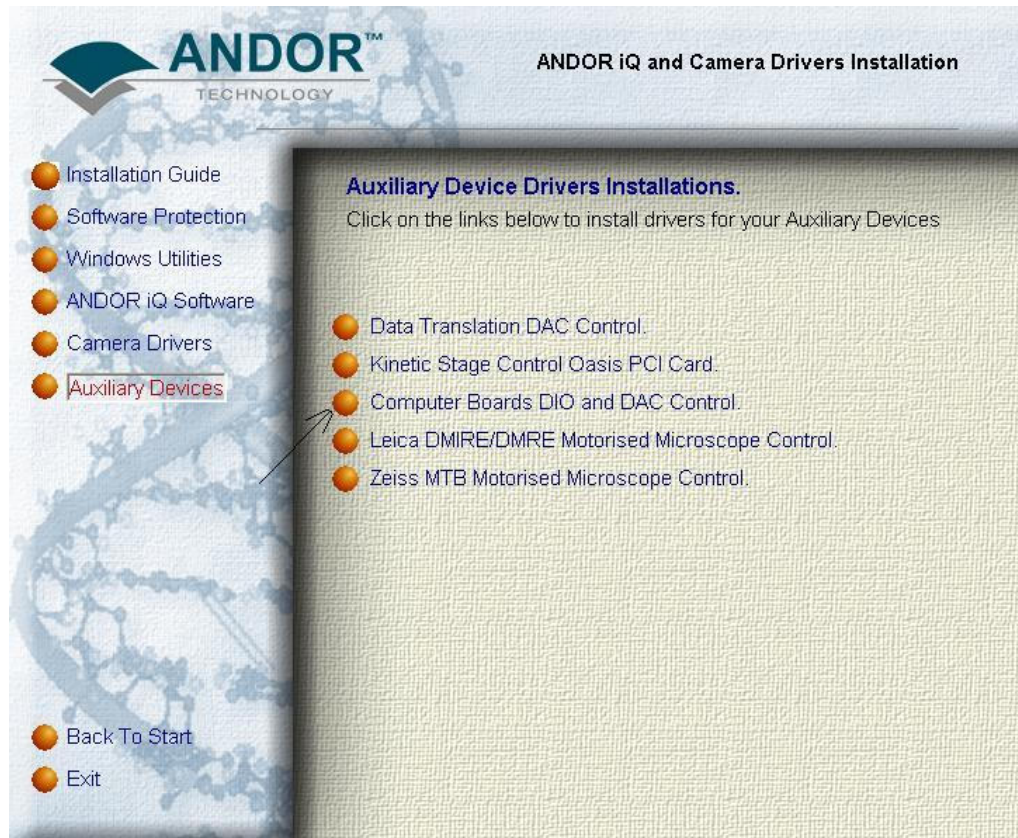 ANDOR™
TECHNOLOGY
ANDOR iQ and Camera Drivers Installation
Installation Guide
Software Protection
Windows Utilities
ANDOR iQ Software
Camera Drivers
Auxiliary Devices
Back To Start
Exit
Auxiliary Device Drivers Installations.
Click on the links below to install drivers for your Auxiliary Devices
Data Translation DAC Control.
Kinetic Stage Control Oasis PCI Card.
Computer Boards DIO and DAC Control.
Leica DMIRE/DMRE Motorised Microscope Control.
Zeiss MTB Motorised Microscope Control.